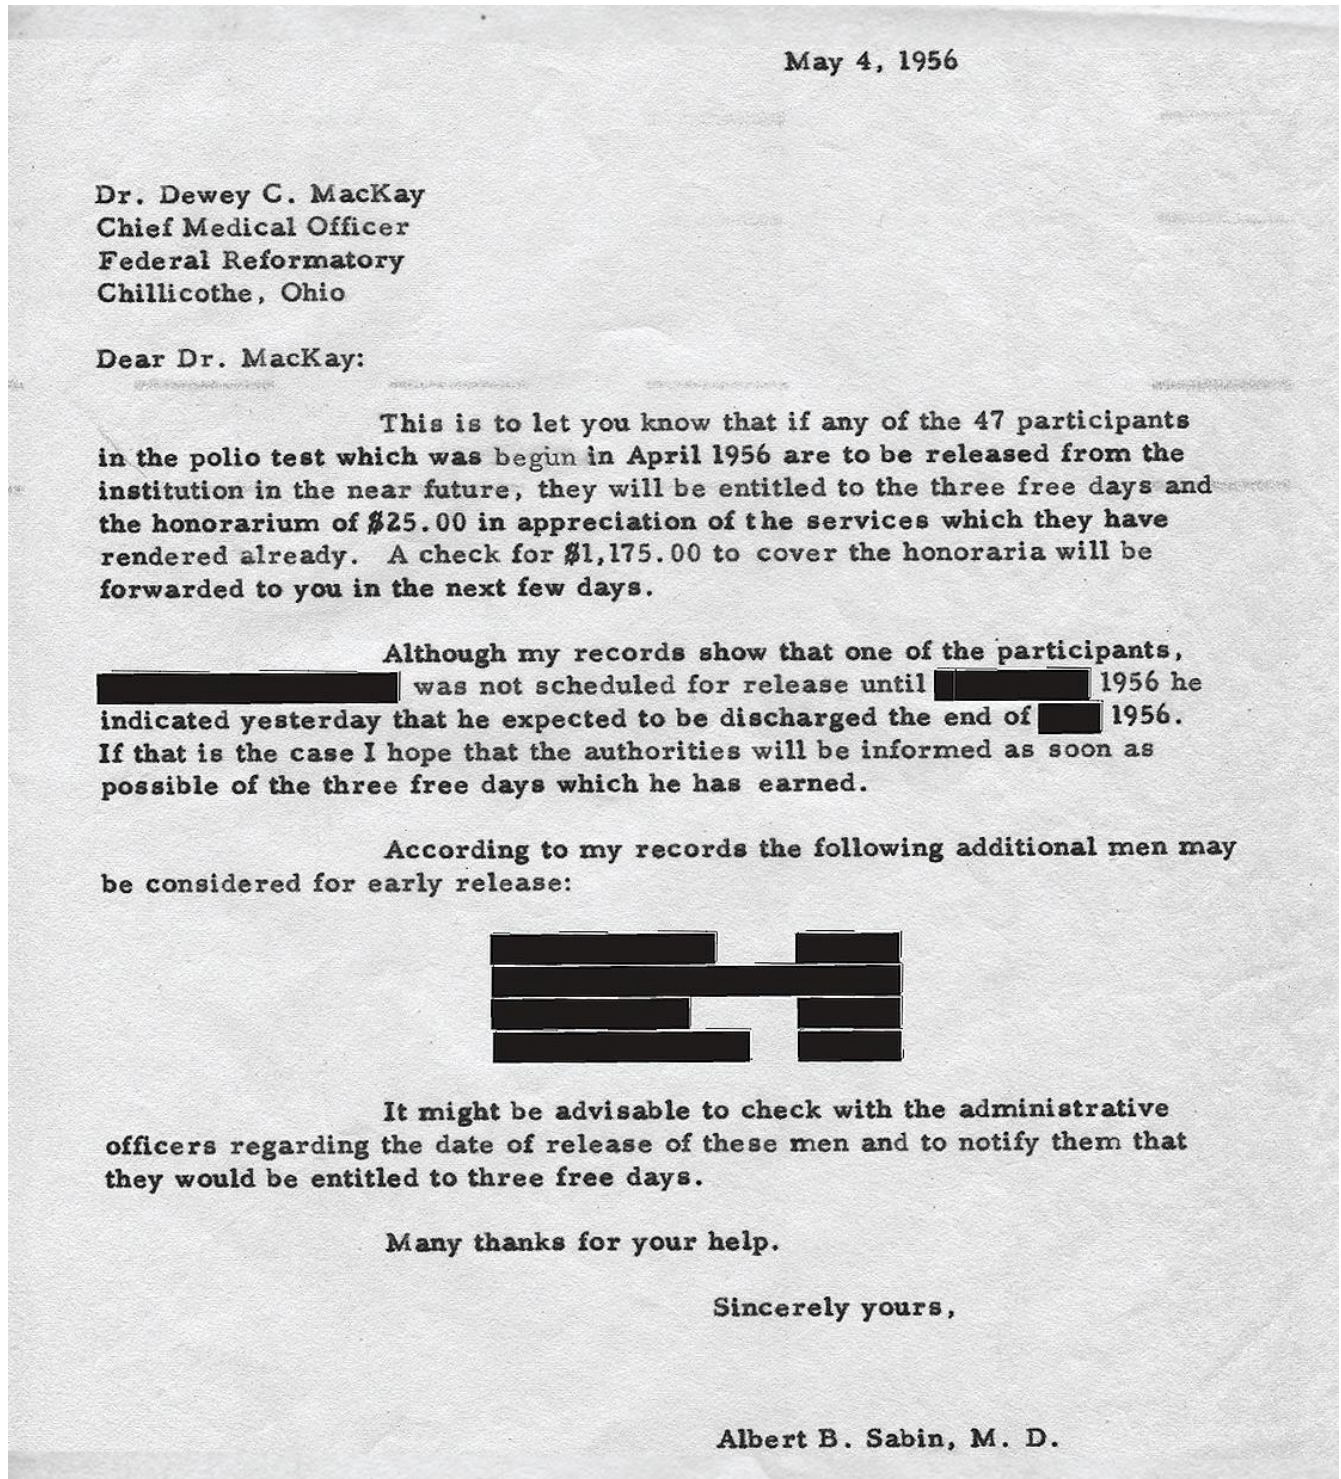 May 4, 1956
Dr. Dewey C. MacKay
Chief Medical Officer
Federal Reformatory
Chillicothe, Ohio
Dear Dr. MacKay:
This is to let you know that if any of the 47 participants
in the polio test which was begun in April 1956 are to be released from the
institution in the near future, they will be entitled to the three free days and
the honorarium of $25.00 in appreciation of the services which they have
rendered already. A check for $1,175.00 to cover the honoraria will be
forwarded to you in the next few days.
Although my records show that one of the participants,
was not scheduled for release until 1956 he
indicated yesterday that he expected to be discharged the end of 1956.
If that is the case I hope that the authorities will be informed as soon as
possible of the three free days which he has earned.
According to my records the following additional men may
be considered for early release:
It might be advisable to check with the administrative
officers regarding the date of release of these men and to notify them that
they would be entitled to three free days.
Many thanks for your help.
Sincerely yours,
Albert B. Sabin, M. D.